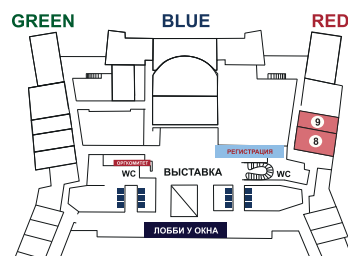 GREEN BLUE RED
9
8
РЕГИСТРАЦИЯ
ОРГКОМИТЕТ
WC ВЫСТАВКА WC
ЛОББИ У ОКНА